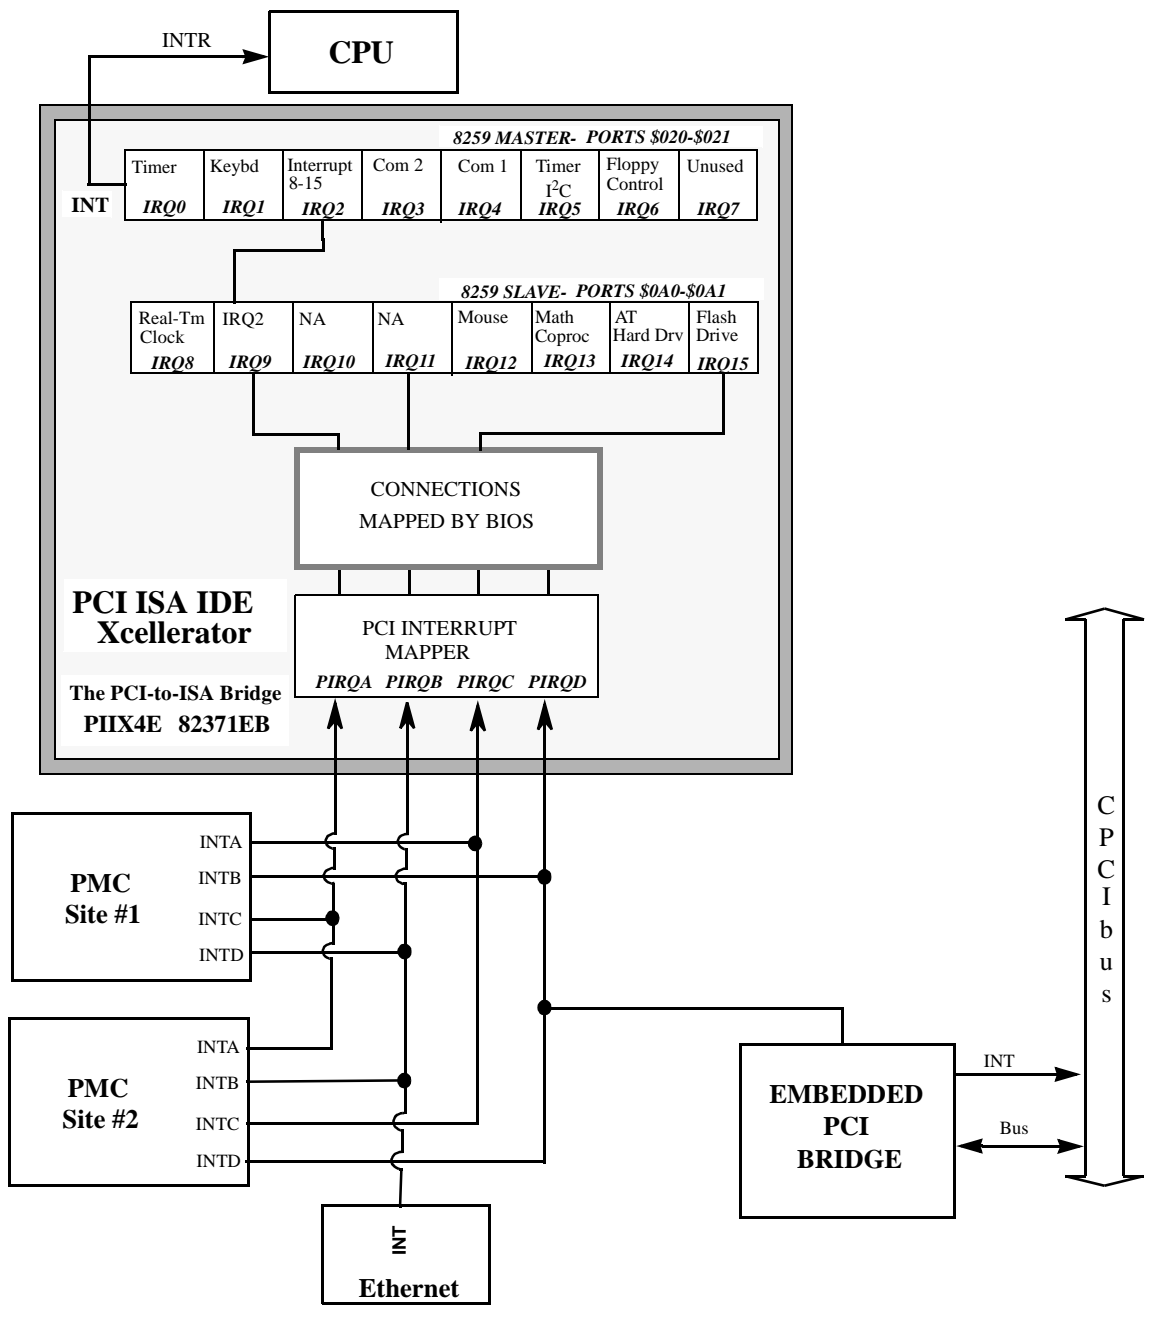 INTR
CPU
8259 MASTER- PORTS $020-$021
Timer
Keybd
Interrupt
8-15
Com 2
Com 1
Timer
I2C
Floppy
Control
Unused
INT
IRQ0
IRQ1
IRQ2
IRQ3
IRQ4
IRQ5
IRQ6
IRQ7
8259 SLAVE- PORTS $0A0-$0A1
Real-Tm
Clock
IRQ2
NA
NA
Mouse
Math
Coproc
AT
Hard Drv
Flash
Drive
IRQ8
IRQ9
IRQ10
IRQ11
IRQ12
IRQ13
IRQ14
IRQ15
CONNECTIONS
MAPPED BY BIOS
PCI ISA IDE
Xcellerator
PCI INTERRUPT
MAPPER
PIRQA PIRQB PIRQC PIRQD
The PCI-to-ISA Bridge
PIIX4E 82371EB
PMC
Site #1
INTA
INTB
INTC
INTD
CPCIbus
PMC
Site #2
INTA
INTB
INTC
INTD
EMBEDDED
PCI
BRIDGE
INT
Bus
INT
Ethernet